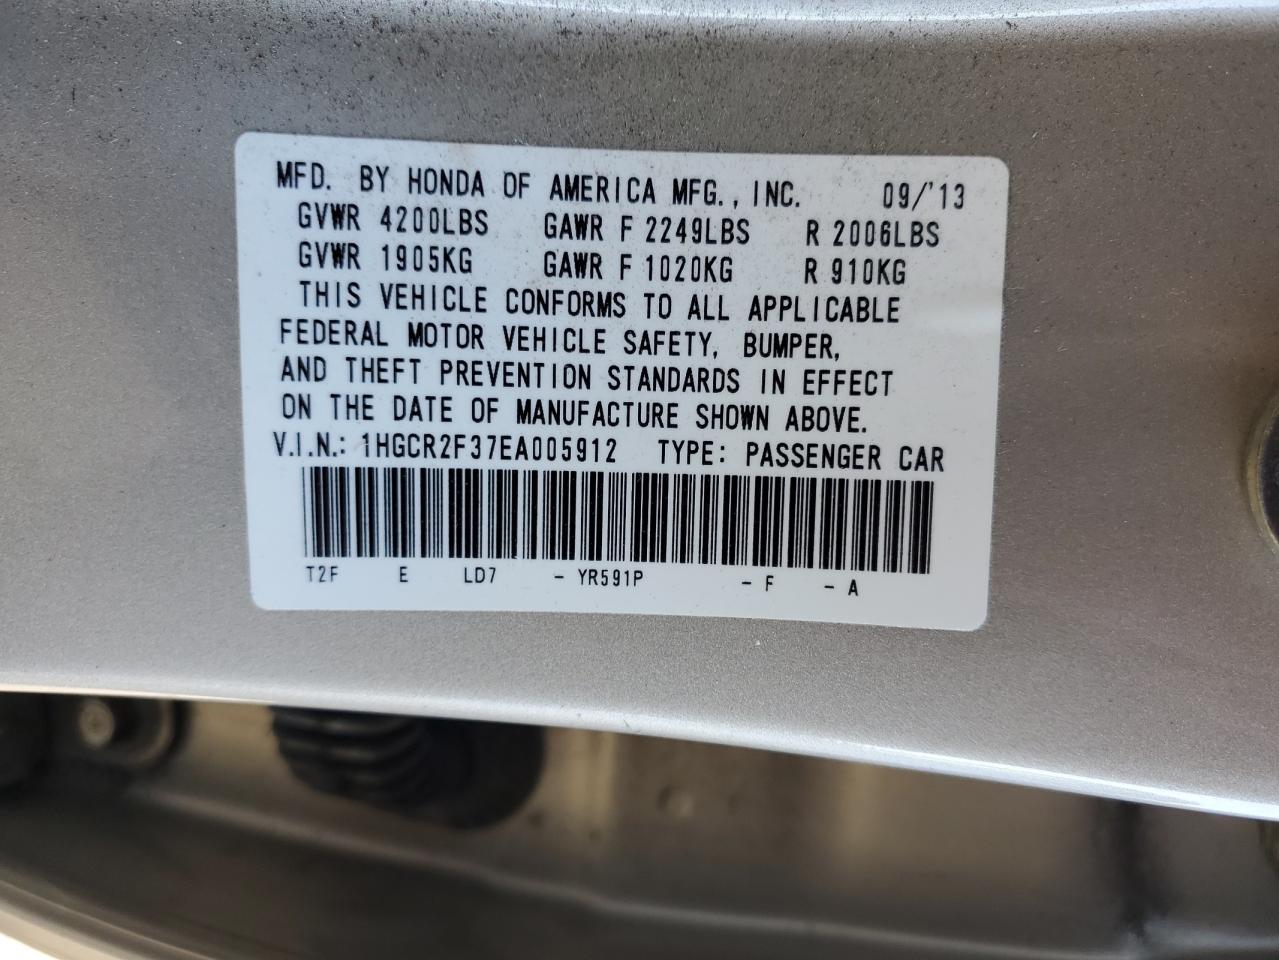 MFD. BY HONDA OF AMERICA MFG., INC. 09/'13
GVWR 4200LBS GAWR F 2249LBS R 2006LBS
GVWR 1905KG GAWR F 1020KG R 910KG
THIS VEHICLE CONFORMS TO ALL APPLICABLE
FEDERAL MOTOR VEHICLE SAFETY, BUMPER,
AND THEFT PREVENTION STANDARDS IN EFFECT
ON THE DATE OF MANUFACTURE SHOWN ABOVE.
V.I.N.: 1HGCR2F37EA005912 TYPE: PASSENGER CAR
T2F E LD7 - YR591P - F - A